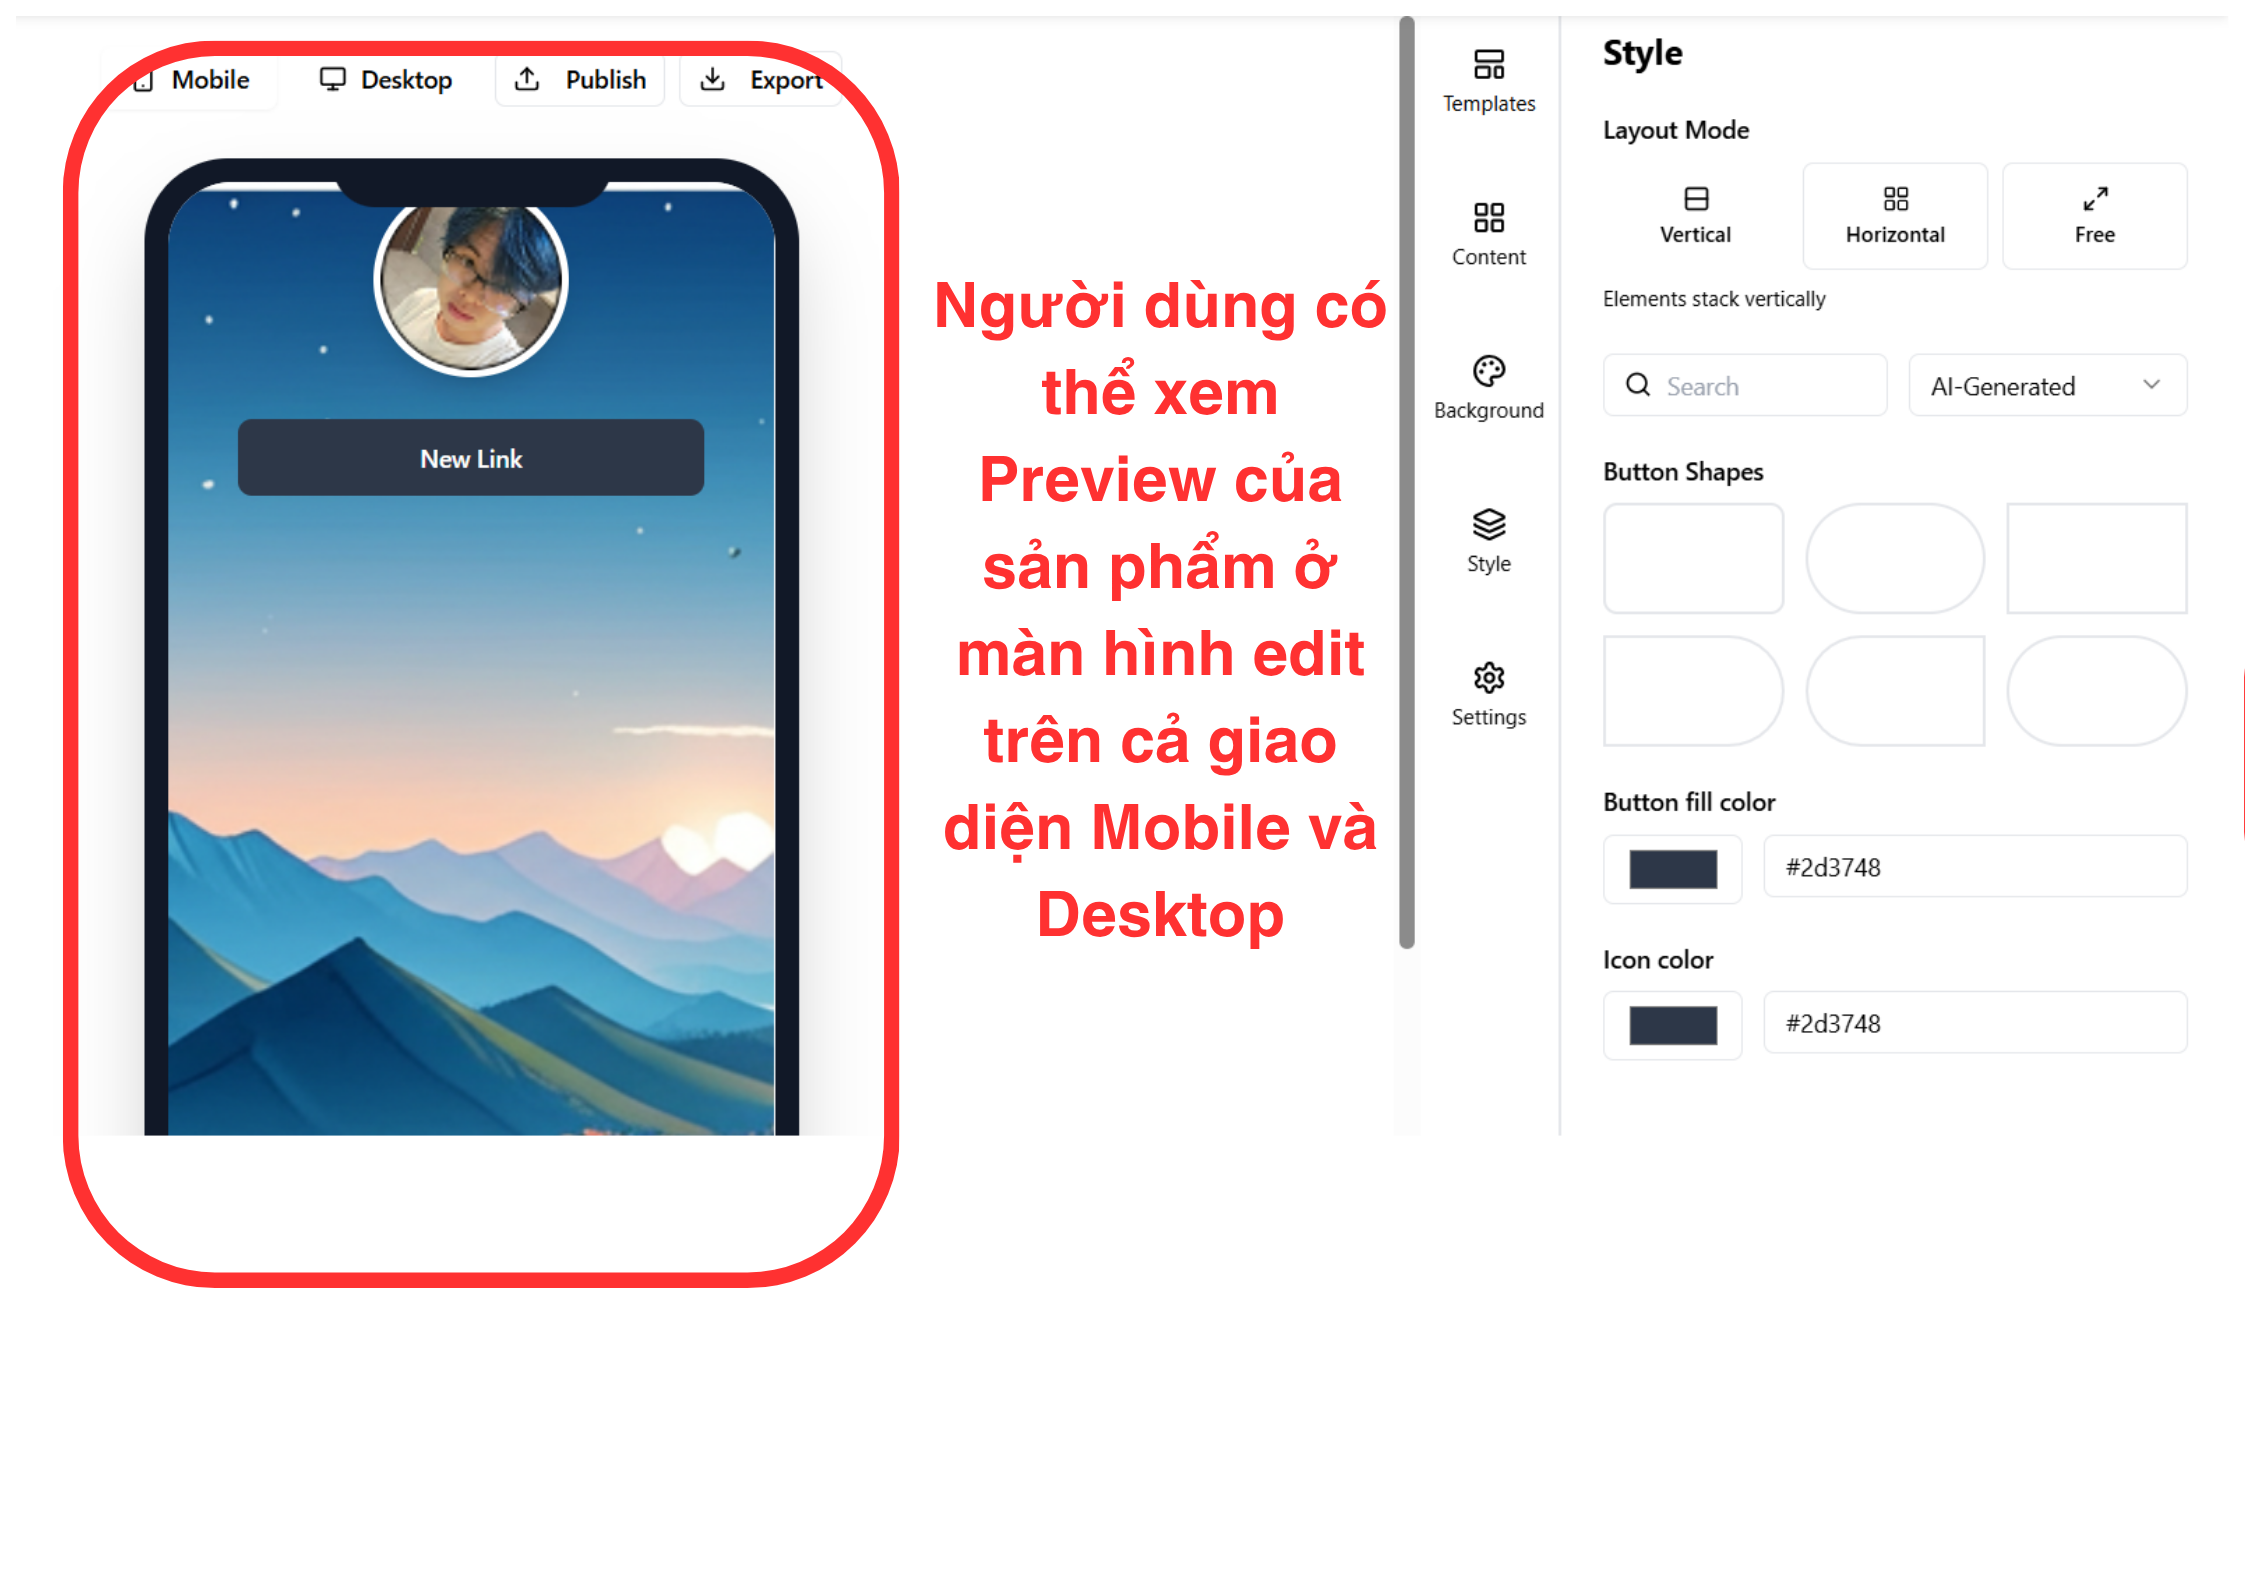 Mobile
Desktop
Publish
Export
New Link
Người dùng có
thể xem
Preview của
sản phẩm ở
màn hình edit
trên cả giao
diện Mobile và
Desktop
Templates
Content
Background
Style
Settings
Style
Layout Mode
Vertical
Horizontal
Free
Elements stack vertically
Search
AI-Generated
Button Shapes
Button fill color
#2d3748
Icon color
#2d3748